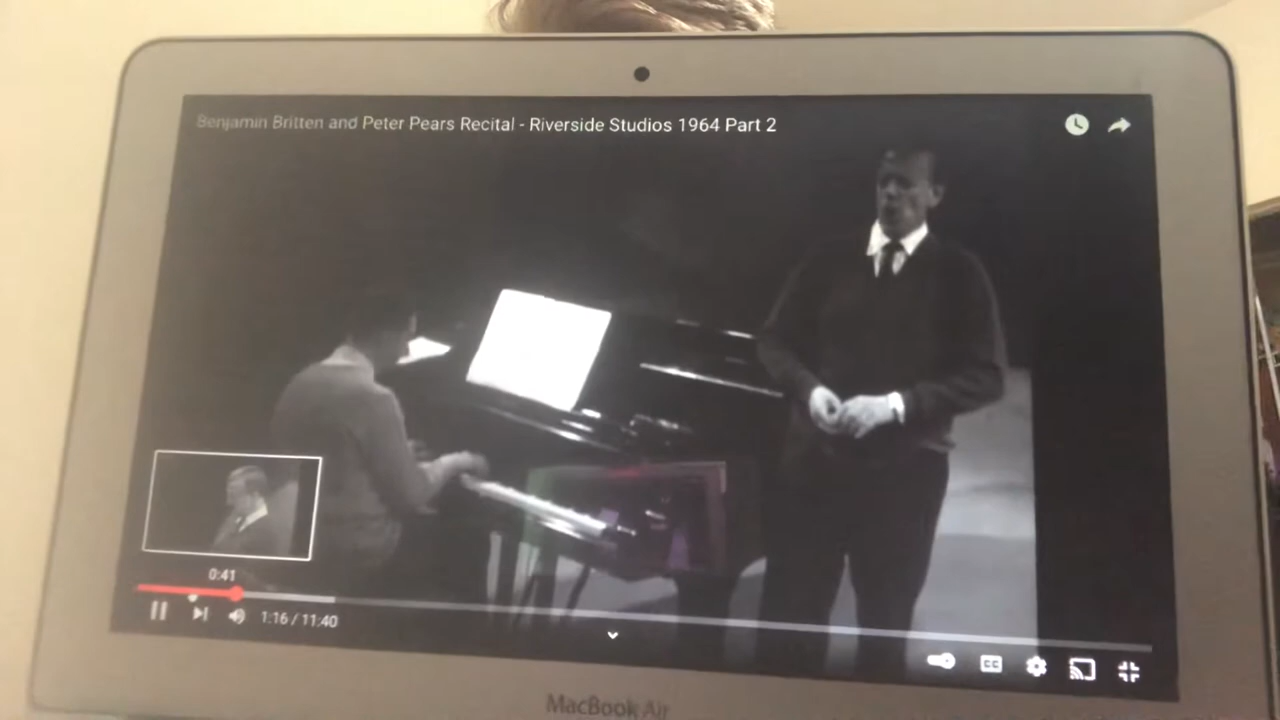 Benjamin Britten and Peter Pears Recital - Riverside Studios 1964 Part 2
0:41
1:16 / 11:40
CC
MacBook Air